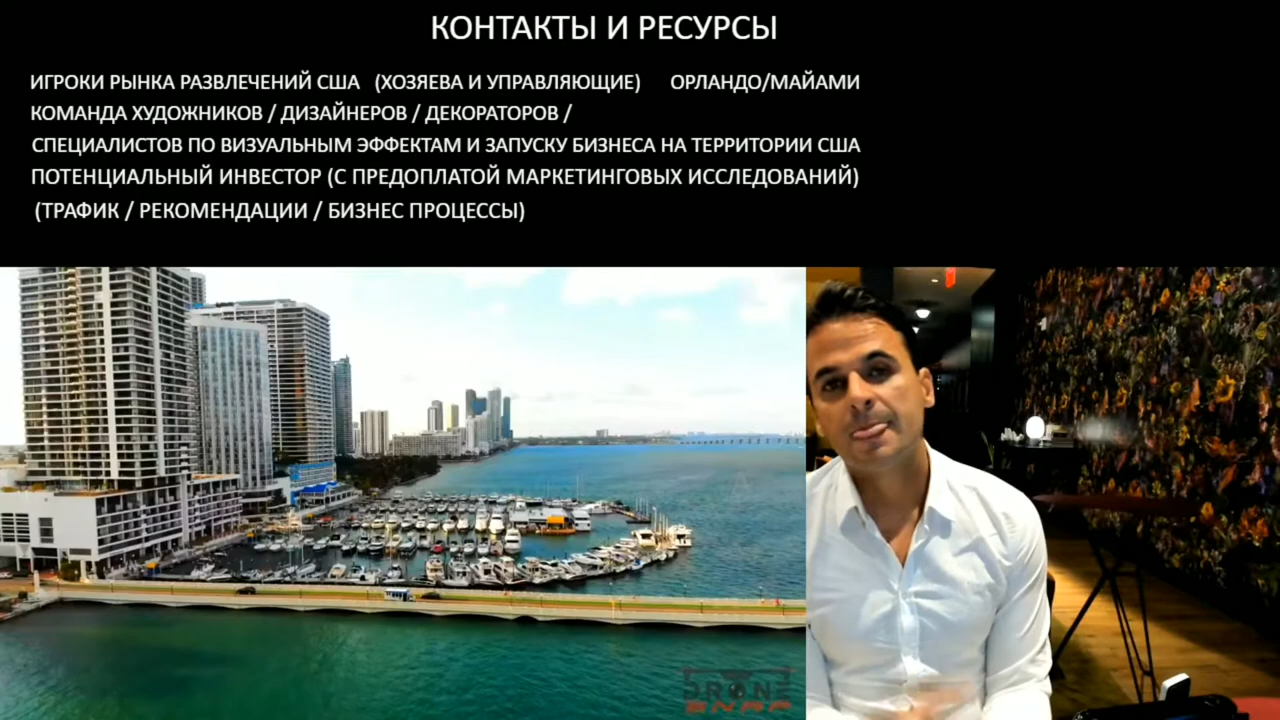 КОНТАКТЫ И РЕСУРСЫ
ИГРОКИ РЫНКА РАЗВЛЕЧЕНИЙ США (ХОЗЯЕВА И УПРАВЛЯЮЩИЕ) ОРЛАНДО/МАЙАМИ
КОМАНДА ХУДОЖНИКОВ / ДИЗАЙНЕРОВ / ДЕКОРАТОРОВ /
СПЕЦИАЛИСТОВ ПО ВИЗУАЛЬНЫМ ЭФФЕКТАМ И ЗАПУСКУ БИЗНЕСА НА ТЕРРИТОРИИ США
ПОТЕНЦИАЛЬНЫЙ ИНВЕСТОР (С ПРЕДОПЛАТОЙ МАРКЕТИНГОВЫХ ИССЛЕДОВАНИЙ)
(ТРАФИК / РЕКОМЕНДАЦИИ / БИЗНЕС ПРОЦЕССЫ)
DRONE